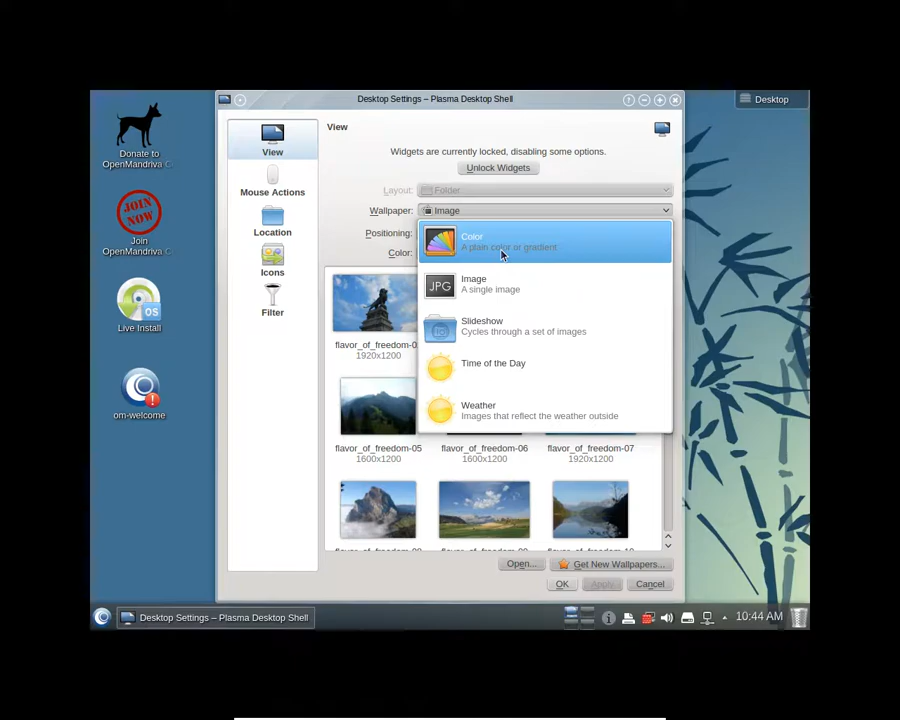 Desktop Settings – Plasma Desktop Shell
Desktop
View
View
Widgets are currently locked, disabling some options.
Unlock Widgets
Mouse Actions
Layout: Folder
Wallpaper: Image
Location
Positioning:
Color:
Icons
Filter
Color
A plain color or gradient
Image
A single image
Slideshow
Cycles through a set of images
Time of the Day
Weather
Images that reflect the weather outside
flavor_of_freedom-0
1920x1200
flavor_of_freedom-05
1600x1200
flavor_of_freedom-06
1600x1200
flavor_of_freedom-07
1920x1200
Open...
Get New Wallpapers...
OK
Apply
Cancel
Donate to
OpenMandriva C
JOIN NOW
Join
OpenMandriva C
OS
Live Install
om-welcome
JPG
Desktop Settings – Plasma Desktop Shell
10:44 AM